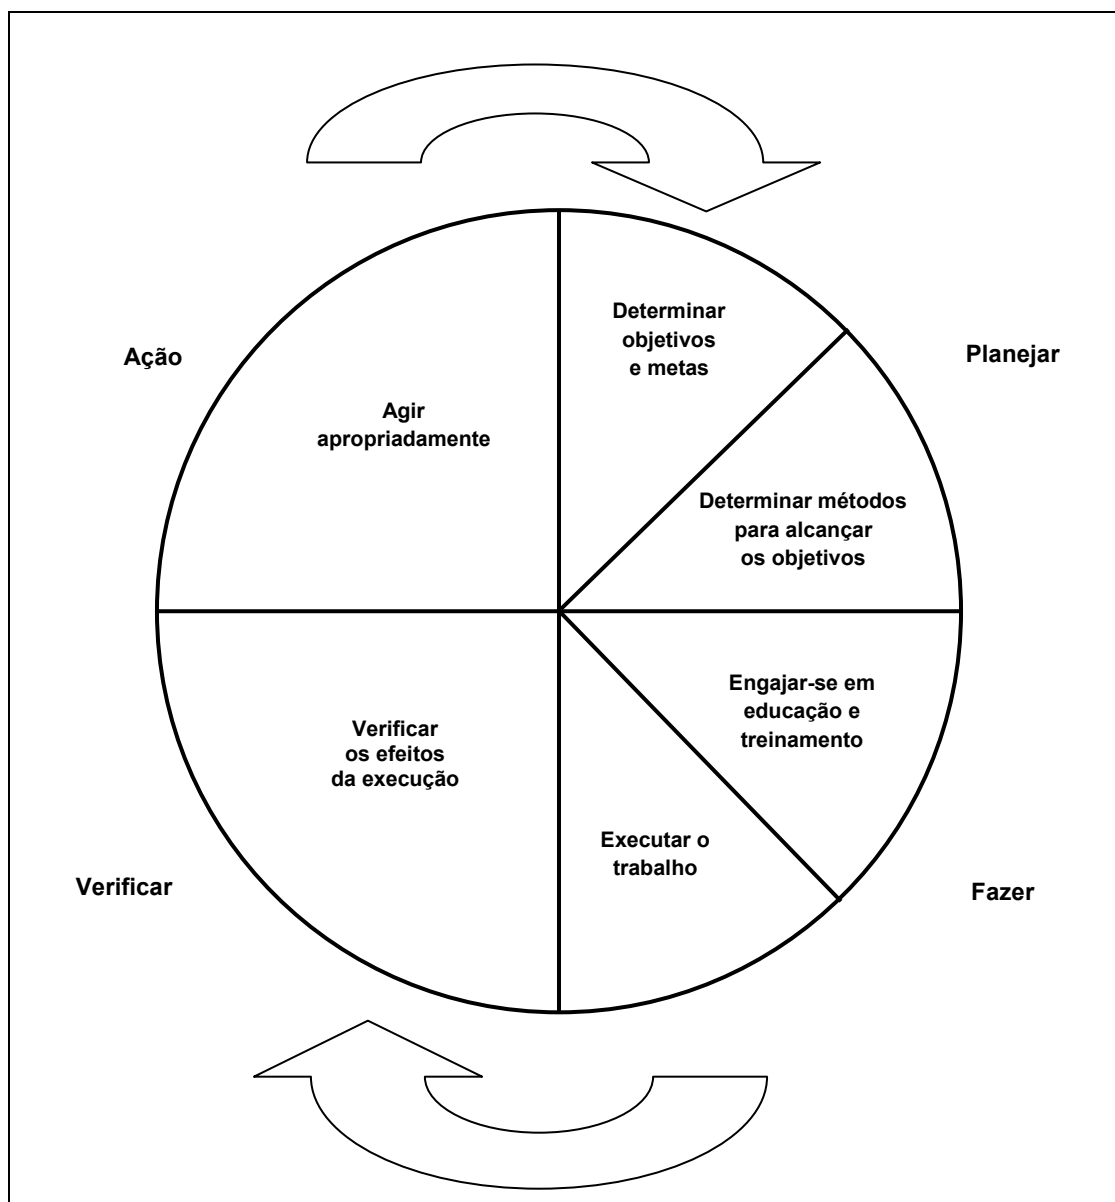 Determinar
objetivos
e metas
Ação
Planejar
Agir
apropriadamente
Determinar métodos
para alcançar
os objetivos
Engajar-se em
educação e
treinamento
Verificar
os efeitos
da execução
Executar o
trabalho
Verificar
Fazer